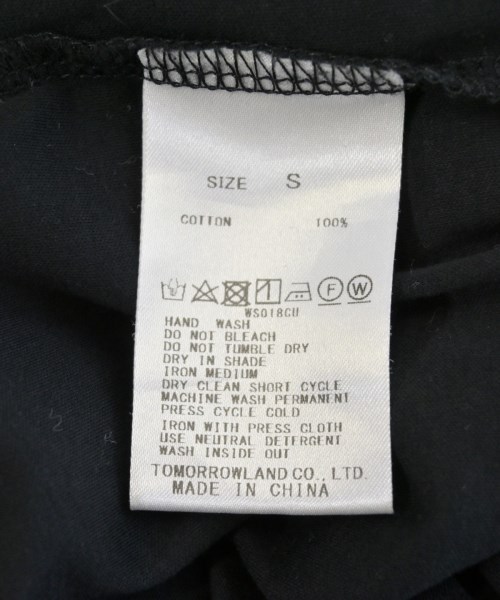 SIZE S
COTTON 100%
F W
WS018CU
HAND WASH
DO NOT BLEACH
DO NOT TUMBLE DRY
DRY IN SHADE
IRON MEDIUM
DRY CLEAN SHORT CYCLE
MACHINE WASH PERMANENT
PRESS CYCLE COLD
IRON WITH PRESS CLOTH
USE NEUTRAL DETERGENT
WASH INSIDE OUT
TOMORROWLAND CO., LTD.
MADE IN CHINA